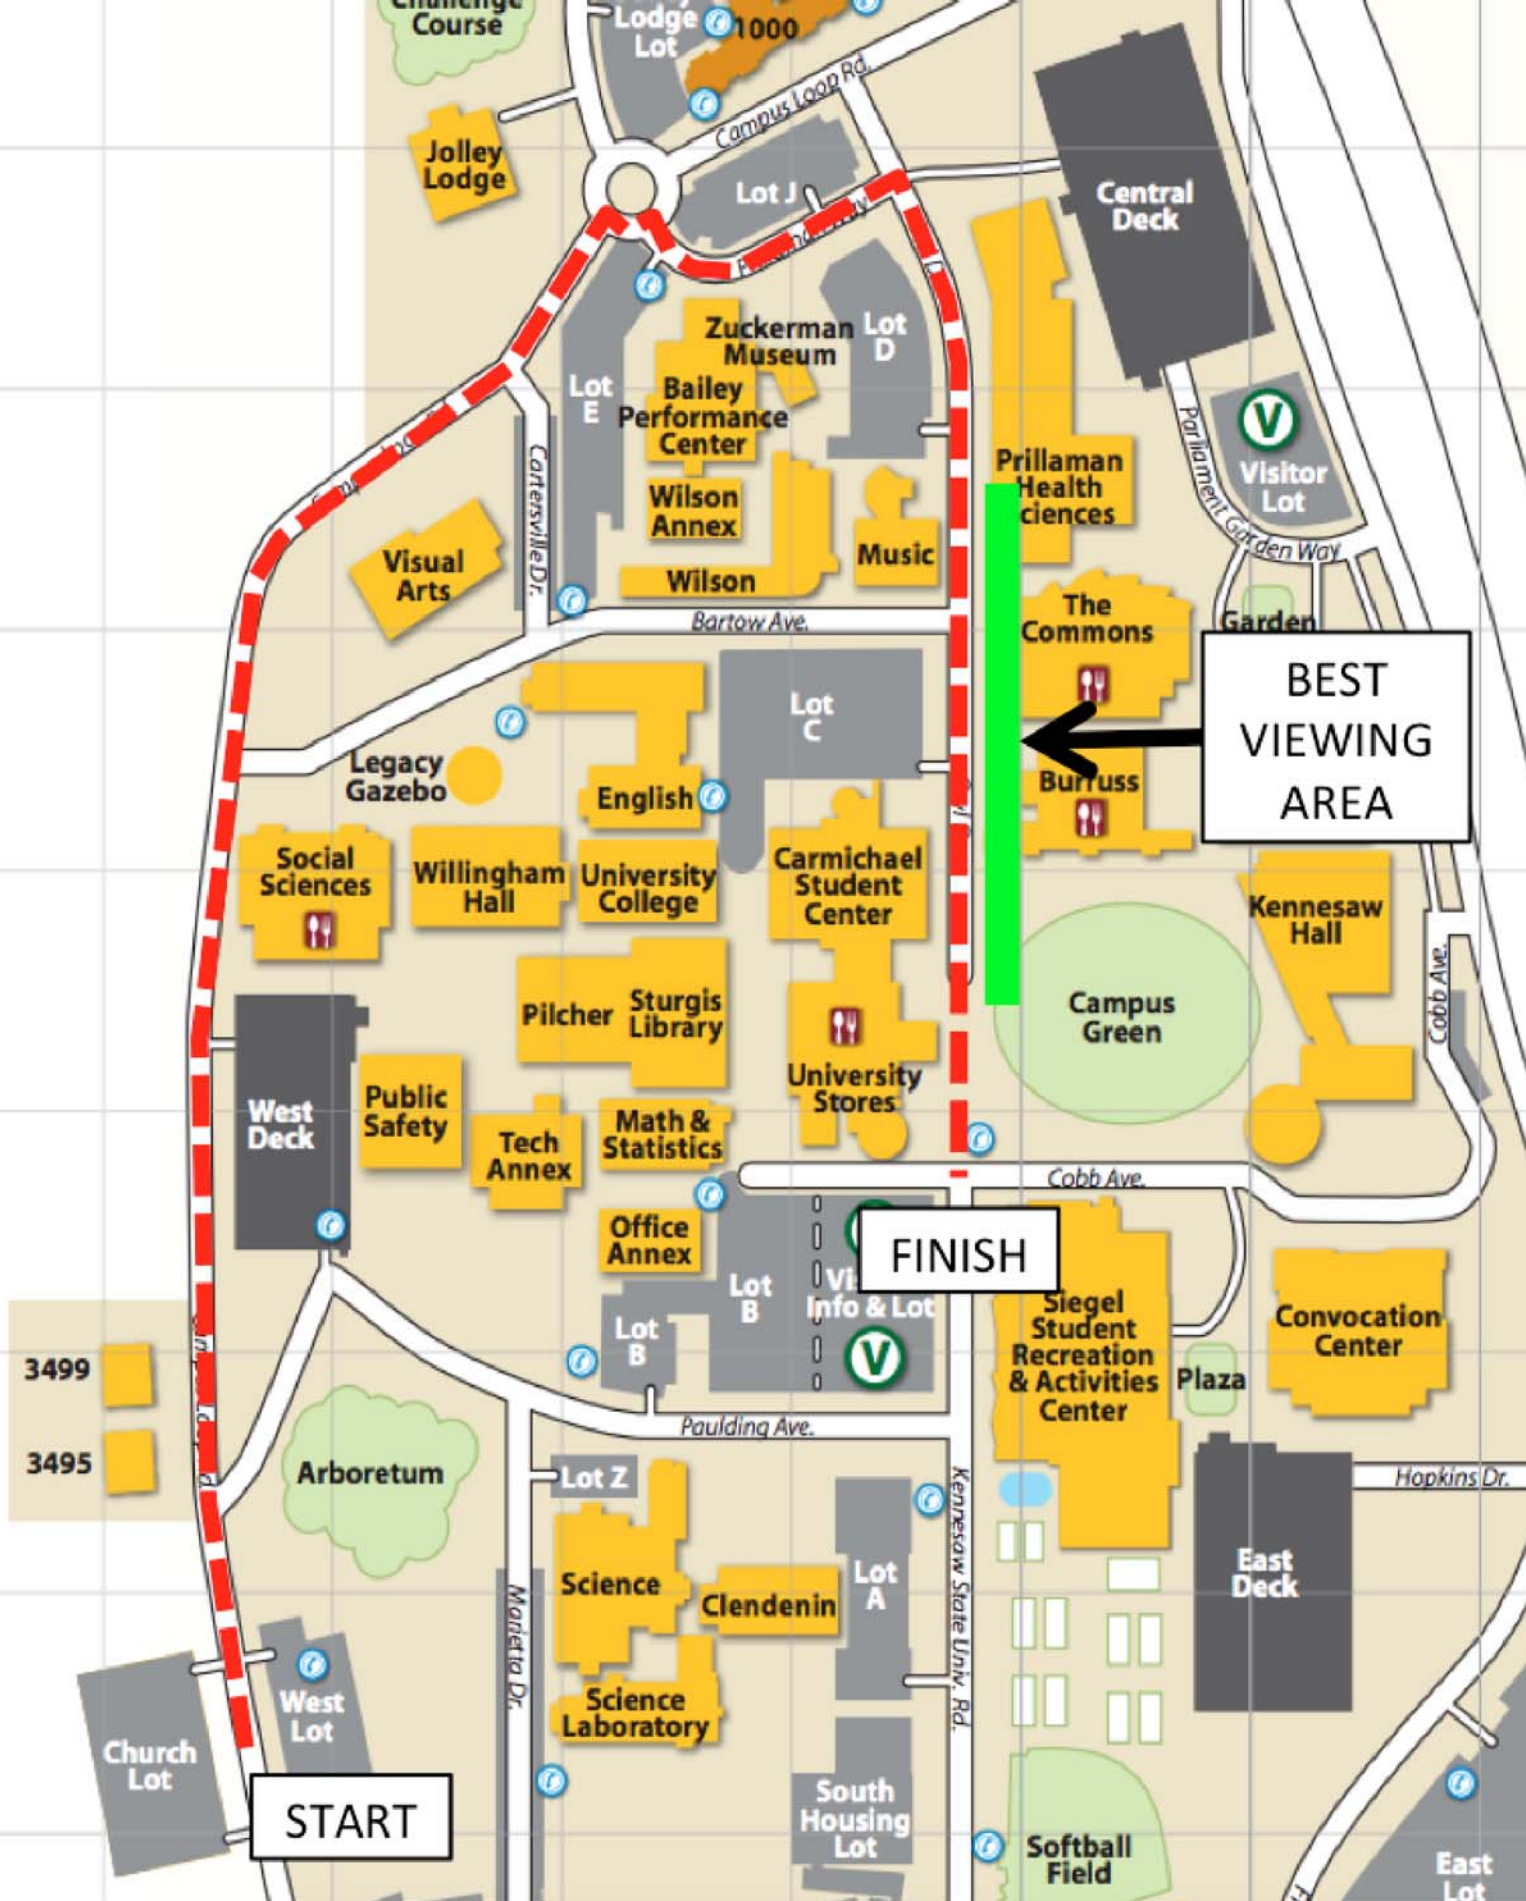 Challenge
Course
Lodge
Lot
1000
Campus Loop Rd.
Jolley
Lodge
Lot J
Central
Deck
Zuckerman
Museum
Lot
D
Lot
E
Bailey
Performance
Center
Cartersville Dr.
Wilson
Annex
Wilson
Music
Prillaman
Health
ciences
Parliament Garden Way
V
Visitor
Lot
Visual
Arts
Bartow Ave.
The
Commons
Garden
BEST
VIEWING
AREA
Lot
C
Legacy
Gazebo
English
Burruss
Social
Sciences
Willingham
Hall
University
College
Carmichael
Student
Center
Kennesaw
Hall
Cobb Ave.
Pilcher
Sturgis
Library
Campus
Green
University
Stores
West
Deck
Public
Safety
Tech
Annex
Math &
Statistics
Cobb Ave.
Office
Annex
FINISH
Lot
B
Info & Lot
V
Lot
B
Siegel
Student
Recreation
& Activities
Center
Plaza
Convocation
Center
3499
3495
Paulding Ave.
Arboretum
Lot Z
Hopkins Dr.
Kennesaw State Univ. Rd.
Science
Clendenin
Lot
A
East
Deck
Marietta Dr.
Science
Laboratory
West
Lot
Church
Lot
START
South
Housing
Lot
Softball
Field
East
Lot